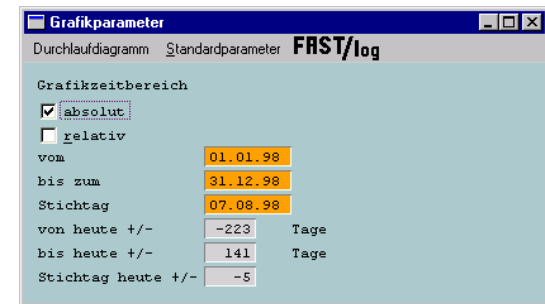 Grafikparameter
Durchlaufdiagramm Standardparameter FAST/log
Grafikzeitbereich
absolut
relativ
vom 01.01.98
bis zum 31.12.98
Stichtag 07.08.98
von heute +/- -223 Tage
bis heute +/- 141 Tage
Stichtag heute +/- -5